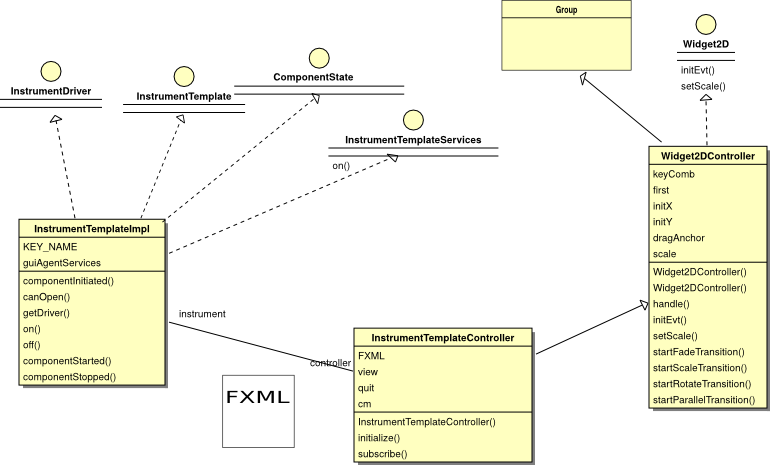 Group
Widget2D
initEvt()
setScale()
InstrumentDriver
InstrumentTemplate
ComponentState
InstrumentTemplateServices
on()
Widget2DController
keyComb
first
initX
initY
dragAnchor
scale
Widget2DController()
Widget2DController()
handle()
initEvt()
setScale()
startFadeTransition()
startScaleTransition()
startRotateTransition()
startParallelTransition()
InstrumentTemplateImpl
KEY_NAME
guiAgentServices
componentInitiated()
canOpen()
getDriver()
on()
off()
componentStarted()
componentStopped()
instrument
controller
InstrumentTemplateController
FXML
view
quit
cm
InstrumentTemplateController()
initialize()
subscribe()
FXML